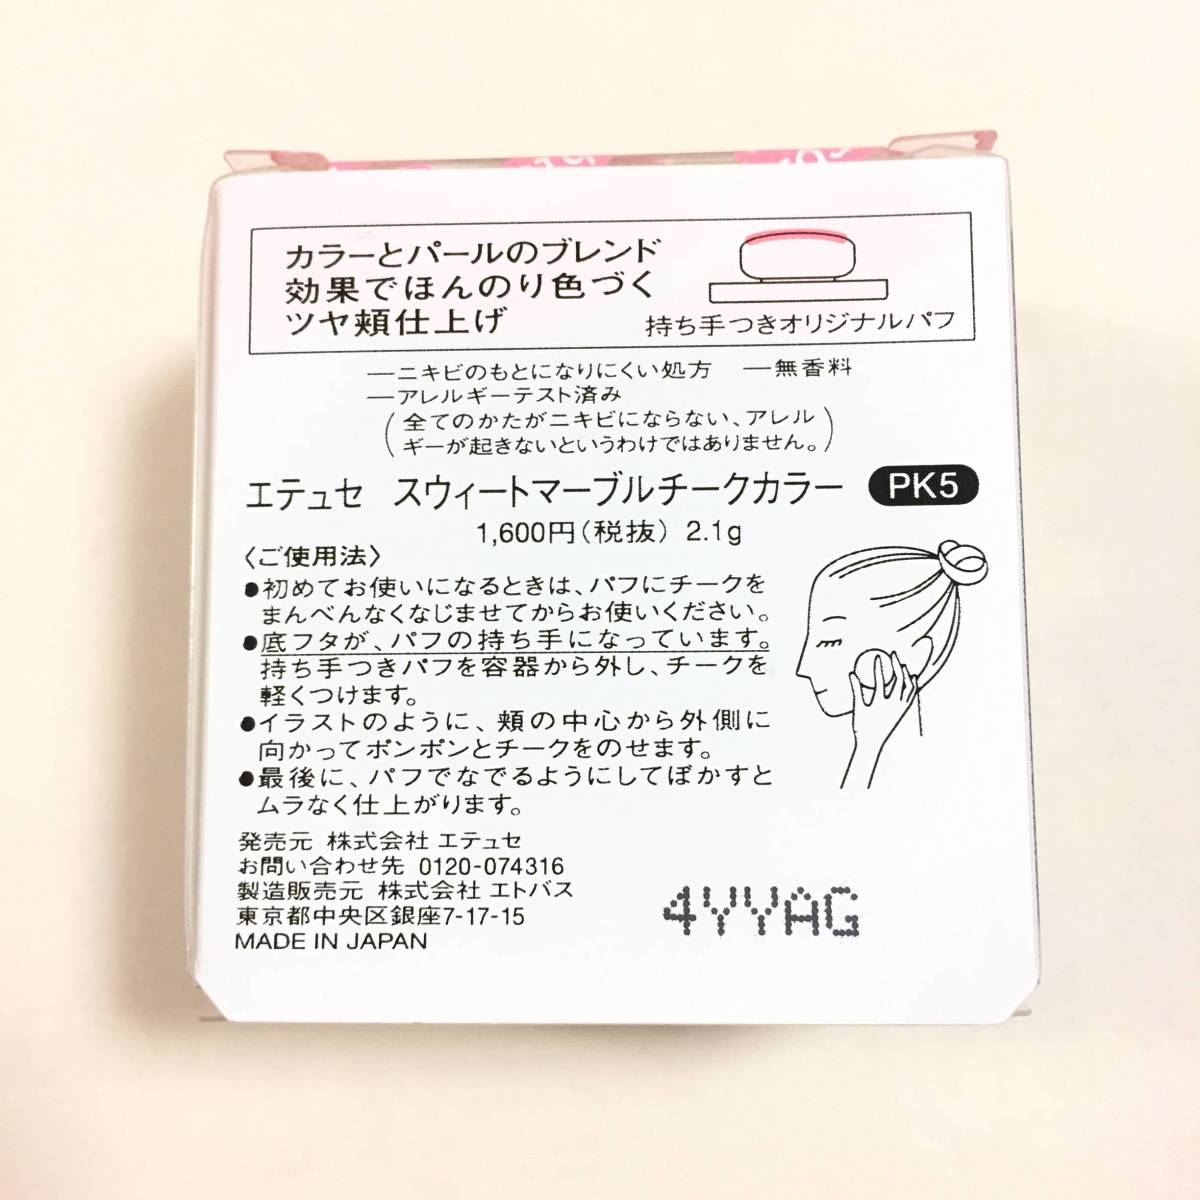 カラーとパールのブレンド
効果でほんのり色づく
ツヤ頬仕上げ
持ち手つきオリジナルパフ
―ニキビのもとになりにくい処方 ―無香料
―アレルギーテスト済み
(全てのかたがニキビにならない、アレル
ギーが起きないというわけではありません。)
エテュセ スウィートマーブルチークカラー PK5
1,600円(税抜) 2.1g
〈ご使用法〉
●初めてお使いになるときは、パフにチークを
まんべんなくなじませてからお使いください。
●底フタが、パフの持ち手になっています。
持ち手つきパフを容器から外し、チークを
軽くつけます。
●イラストのように、頬の中心から外側に
向かってポンポンとチークをのせます。
●最後に、パフでなでるようにしてぼかすと
ムラなく仕上がります。
発売元 株式会社 エテュセ
お問い合わせ先 0120-074316
製造販売元 株式会社 エトバス
東京都中央区銀座7-17-15
MADE IN JAPAN
4YYAG